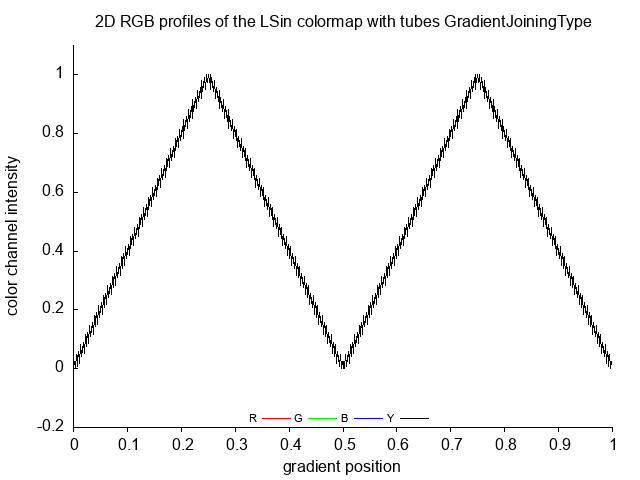 2D RGB profiles of the LSin colormap with tubes GradientJoiningType
color channel intensity
1
0.8
0.6
0.4
0.2
0
-0.2
R G B Y
0 0.1 0.2 0.3 0.4 0.5 0.6 0.7 0.8 0.9 1
gradient position